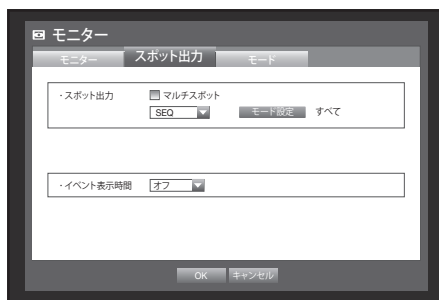 モニター
モニター スポット出力 モード
・スポット出力 マルチスポット
SEQ モード設定 すべて
・イベント表示時間 オフ
OK キャンセル